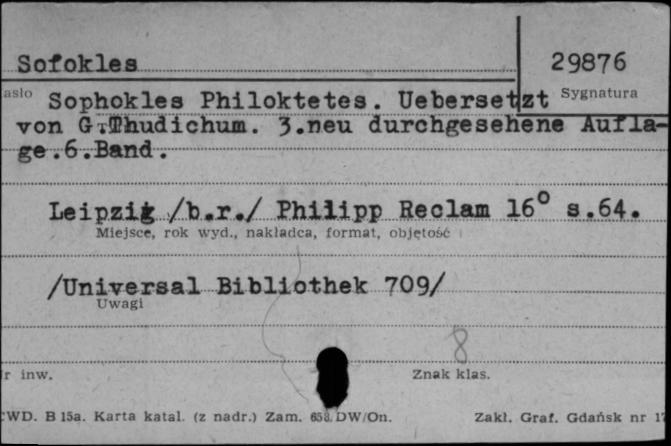 Sofokles 29876
asło Sophokles Philoktetes. Uebersetzt Sygnatura
von G.Thudichum. 3.neu durchgesehene Aufla-
ge.6.Band.
Leipzig /b.r./ Philipp Reclam 16° s.64.
Miejsce, rok wyd., nakładca, format, objętość
/Universal Bibliothek 709/
Uwagi
8
r inw. Znak klas.
CWD. B 15a. Karta katal. (z nadr.) Zam. 658/DW/On. Zakł. Graf. Gdańsk nr 17